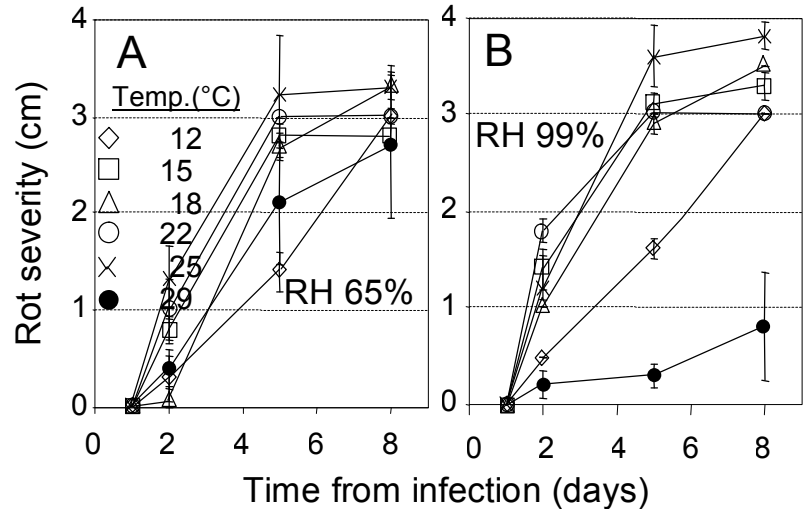 A
B
Temp.(°C)
12
15
18
22
25
29
RH 65%
RH 99%
Rot severity (cm)
4
3
2
1
0
4
3
2
1
0
0 2 4 6 8
0 2 4 6 8
Time from infection (days)